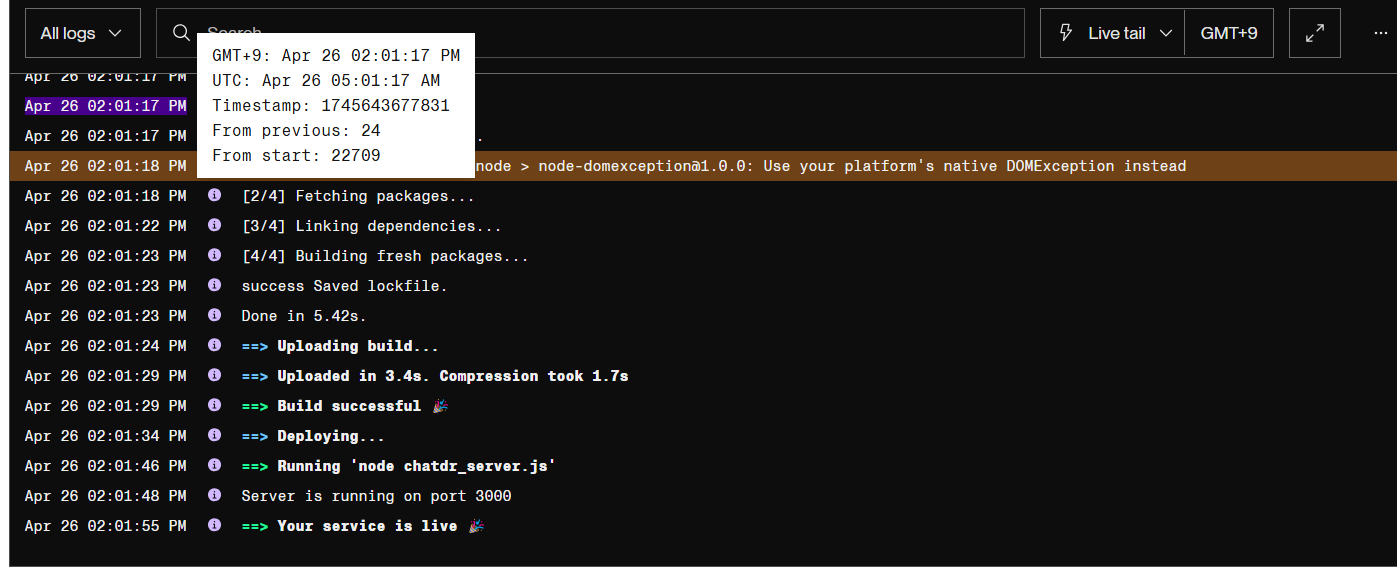 All logs
Search
Live tail
GMT+9
GMT+9: Apr 26 02:01:17 PM
UTC: Apr 26 05:01:17 AM
Timestamp: 1745643677831
From previous: 24
From start: 22709
Apr 26 02:01:17 PM
Apr 26 02:01:17 PM
Apr 26 02:01:17 PM .
Apr 26 02:01:18 PM node > node-domexception@1.0.0: Use your platform's native DOMException instead
Apr 26 02:01:18 PM [2/4] Fetching packages...
Apr 26 02:01:22 PM [3/4] Linking dependencies...
Apr 26 02:01:23 PM [4/4] Building fresh packages...
Apr 26 02:01:23 PM success Saved lockfile.
Apr 26 02:01:23 PM Done in 5.42s.
Apr 26 02:01:24 PM ==> Uploading build...
Apr 26 02:01:29 PM ==> Uploaded in 3.4s. Compression took 1.7s
Apr 26 02:01:29 PM ==> Build successful 🎉
Apr 26 02:01:34 PM ==> Deploying...
Apr 26 02:01:46 PM ==> Running 'node chatdr_server.js'
Apr 26 02:01:48 PM Server is running on port 3000
Apr 26 02:01:55 PM ==> Your service is live 🎉